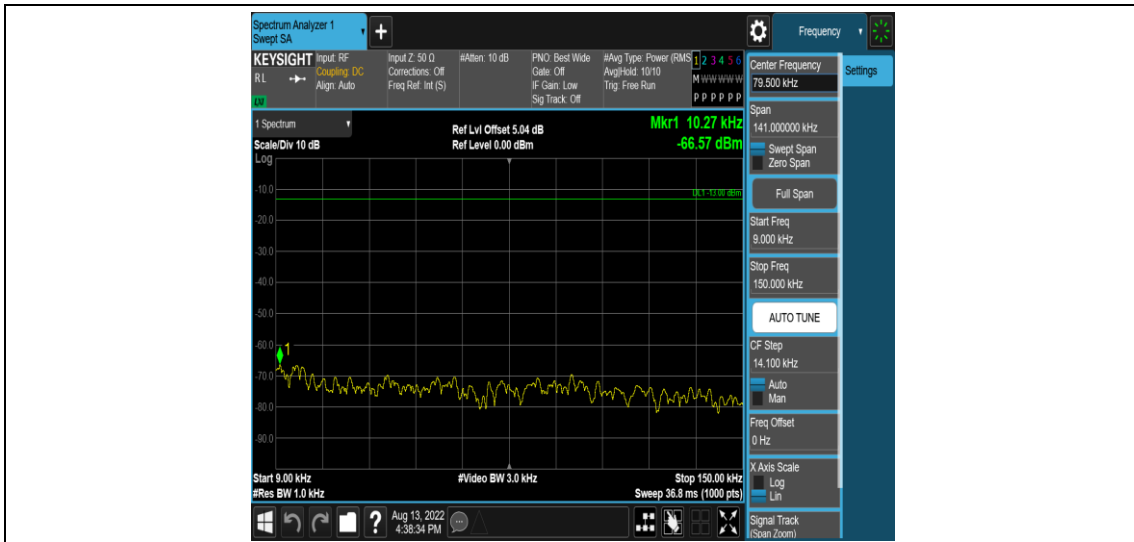 Spectrum Analyzer 1
Swept SA
+
Frequency
KEYSIGHT
R L
LXI
Input: RF
Coupling: DC
Align: Auto
Input Z: 50 Ω
Corrections: Off
Freq Ref: Int (S)
#Atten: 10 dB
PNO: Best Wide
Gate: Off
IF Gain: Low
Sig Track: Off
#Avg Type: Power (RMS
Avg|Hold: 10/10
Trig: Free Run
1 2 3 4 5 6
M W W W W W
P P P P P P
1 Spectrum
Scale/Div 10 dB
Ref Lvl Offset 5.04 dB
Ref Level 0.00 dBm
Mkr1 10.27 kHz
-66.57 dBm
Log
-10.0
DL1 -13.00 dBm
-20.0
-30.0
-40.0
-50.0
-60.0
1
-70.0
-80.0
-90.0
Start 9.00 kHz
#Res BW 1.0 kHz
#Video BW 3.0 kHz
Stop 150.00 kHz
Sweep 36.8 ms (1000 pts)
Center Frequency
79.500 kHz
Settings
Span
141.000000 kHz
Swept Span
Zero Span
Full Span
Start Freq
9.000 kHz
Stop Freq
150.000 kHz
AUTO TUNE
CF Step
14.100 kHz
Auto
Man
Freq Offset
0 Hz
X Axis Scale
Log
Lin
Signal Track
(Span Zoom)
?
Aug 13, 2022
4:38:34 PM